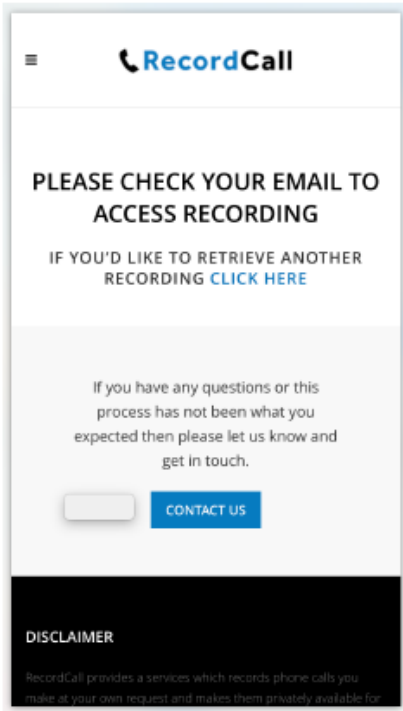 RecordCall
PLEASE CHECK YOUR EMAIL TO
ACCESS RECORDING
IF YOU'D LIKE TO RETRIEVE ANOTHER
RECORDING CLICK HERE
If you have any questions or this
process has not been what you
expected then please let us know and
get in touch.
CONTACT US
DISCLAIMER
RecordCall provides a services which records phone calls you
make at your own request and makes them privately available for